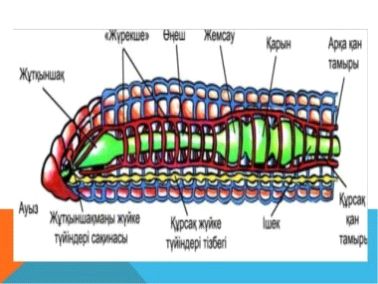 «Жүрекше» Өңеш Жемсау
Қарын
Арқа қан
тамыры
Жұтқыншақ
Ауыз
Жұтқыншақмаңы жүйке
түйіндері сақинасы
Құрсақ жүйке
түйіндері тізбегі
Ішек
Құрсақ
қан
тамыры